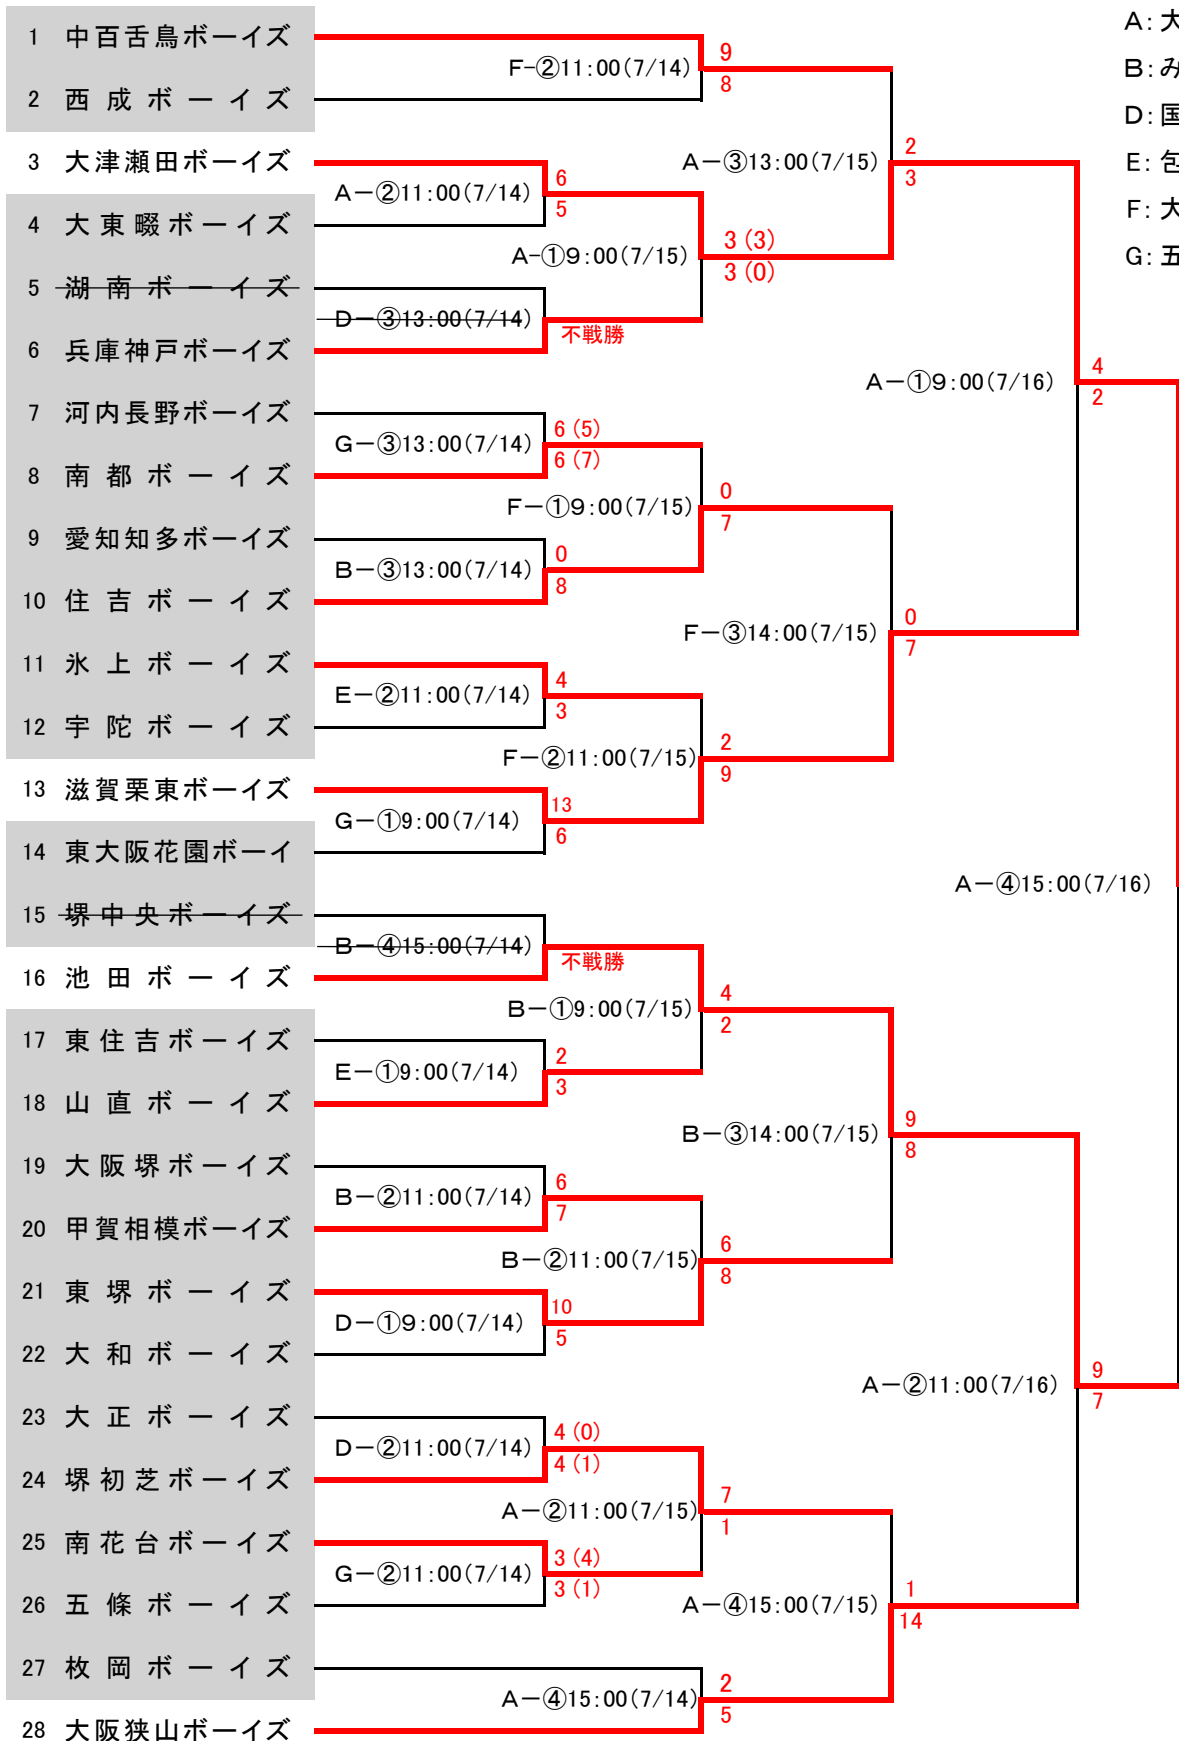 1 中百舌鳥ボーイズ
F-②11:00(7/14)
9
8
2 西成ボーイズ
3 大津瀬田ボーイズ
A－②11:00(7/14)
6
5
A－③13:00(7/15)
2
3
4 大東畷ボーイズ
A-①9:00(7/15)
3 (3)
3 (0)
5 湖南ボーイズ
D－③13:00(7/14)
不戦勝
6 兵庫神戸ボーイズ
A－①9:00(7/16)
4
2
7 河内長野ボーイズ
G－③13:00(7/14)
6 (5)
6 (7)
8 南都ボーイズ
F－①9:00(7/15)
0
7
9 愛知知多ボーイズ
B－③13:00(7/14)
0
8
10 住吉ボーイズ
F－③14:00(7/15)
0
7
11 氷上ボーイズ
E－②11:00(7/14)
4
3
12 宇陀ボーイズ
F－②11:00(7/15)
2
9
13 滋賀栗東ボーイズ
G－①9:00(7/14)
13
6
14 東大阪花園ボーイ
A－④15:00(7/16)
15 堺中央ボーイズ
B－④15:00(7/14)
不戦勝
16 池田ボーイズ
B－①9:00(7/15)
4
2
17 東住吉ボーイズ
E－①9:00(7/14)
2
3
18 山直ボーイズ
B－③14:00(7/15)
9
8
19 大阪堺ボーイズ
B－②11:00(7/14)
6
7
20 甲賀相模ボーイズ
B－②11:00(7/15)
6
8
21 東堺ボーイズ
D－①9:00(7/14)
10
5
22 大和ボーイズ
A－②11:00(7/16)
9
7
23 大正ボーイズ
D－②11:00(7/14)
4 (0)
4 (1)
24 堺初芝ボーイズ
A－②11:00(7/15)
7
1
25 南花台ボーイズ
G－②11:00(7/14)
3 (4)
3 (1)
26 五條ボーイズ
A－④15:00(7/15)
1
14
27 枚岡ボーイズ
A－④15:00(7/14)
2
5
28 大阪狭山ボーイズ
A:大
B:み
D:国
E:
F:大
G:五